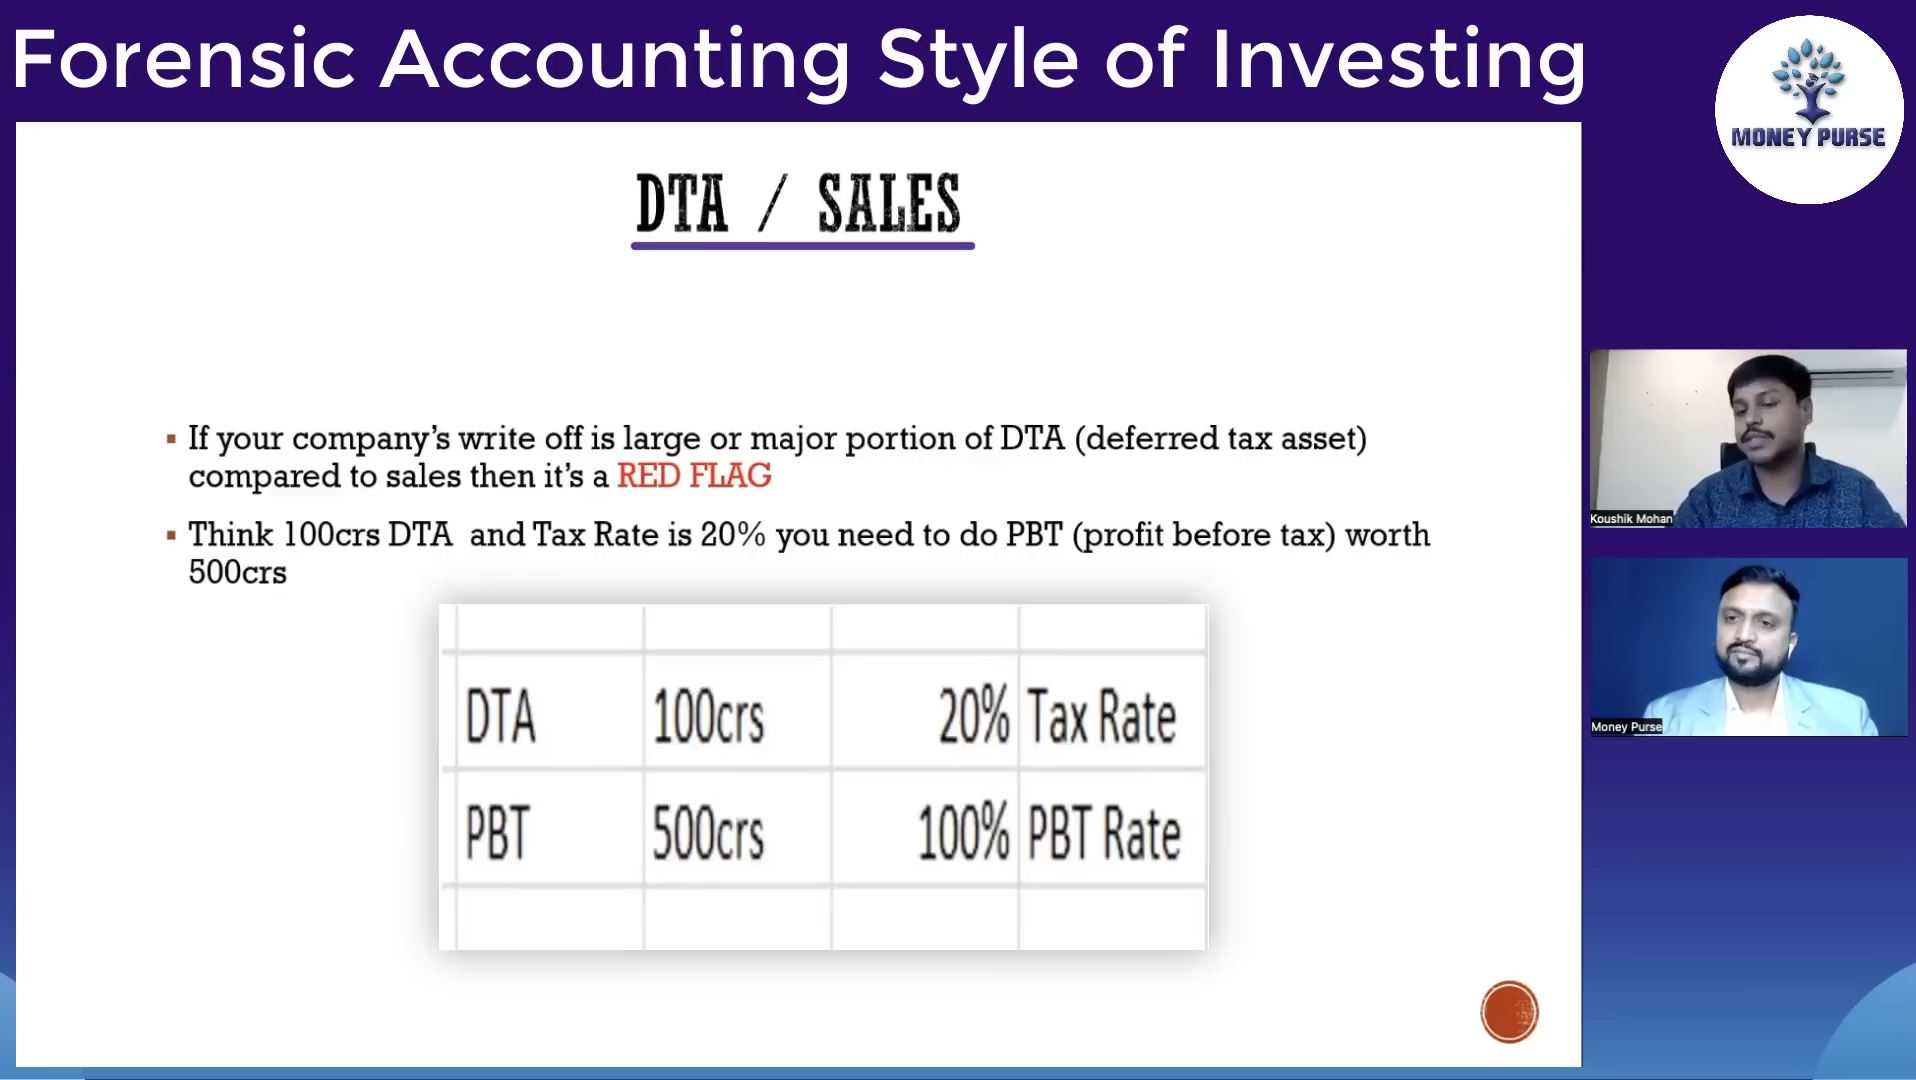 Forensic Accounting Style of Investing
MONEY PURSE
DTA / SALES
If your company's write off is large or major portion of DTA (deferred tax asset)
compared to sales then it's a RED FLAG
Think 100crs DTA and Tax Rate is 20% you need to do PBT (profit before tax) worth
500crs
DTA 100crs 20% Tax Rate
PBT 500crs 100% PBT Rate
Koushik Mohan
Money Purse